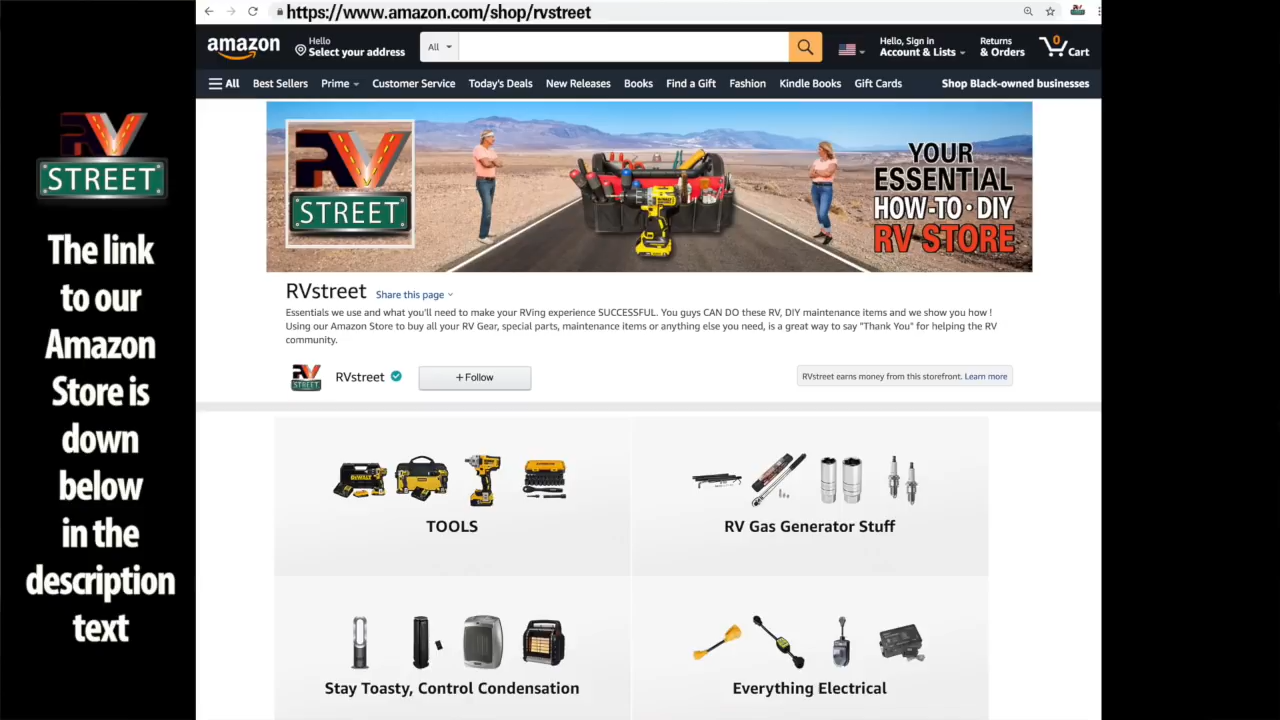 https://www.amazon.com/shop/rvstreet
amazon
Hello
Select your address
All
0
Hello, Sign in
Account & Lists
Returns
& Orders
Cart
All
Best Sellers
Prime
Customer Service
Today's Deals
New Releases
Books
Find a Gift
Fashion
Kindle Books
Gift Cards
Shop Black-owned businesses
RV
STREET
The link
to our
Amazon
Store is
down
below
in the
description
text
RV
STREET
YOUR
ESSENTIAL
HOW-TO • DIY
RV STORE
RVstreet
Share this page
Essentials we use and what you'll need to make your RVing experience SUCCESSFUL. You guys CAN DO these RV, DIY maintenance items and we show you how !
Using our Amazon Store to buy all your RV Gear, special parts, maintenance items or anything else you need, is a great way to say "Thank You" for helping the RV
community.
RV
STREET
RVstreet
+Follow
RVstreet earns money from this storefront. Learn more
TOOLS
RV Gas Generator Stuff
Stay Toasty, Control Condensation
Everything Electrical